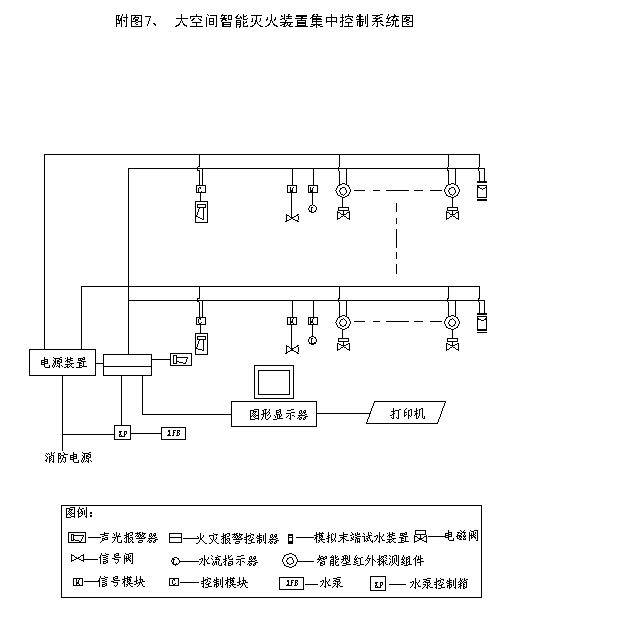 附图7、 大空间智能灭火装置集中控制系统图
C M M
C M M
电源装置
图形显示器 打印机
KP XFB
消防电源
图例：
声光报警器 火灾报警控制器 模拟末端试水装置 电磁阀
信号阀 水流指示器 智能型红外探测组件
M 信号模块 C 控制模块 XFB 水泵 KP 水泵控制箱